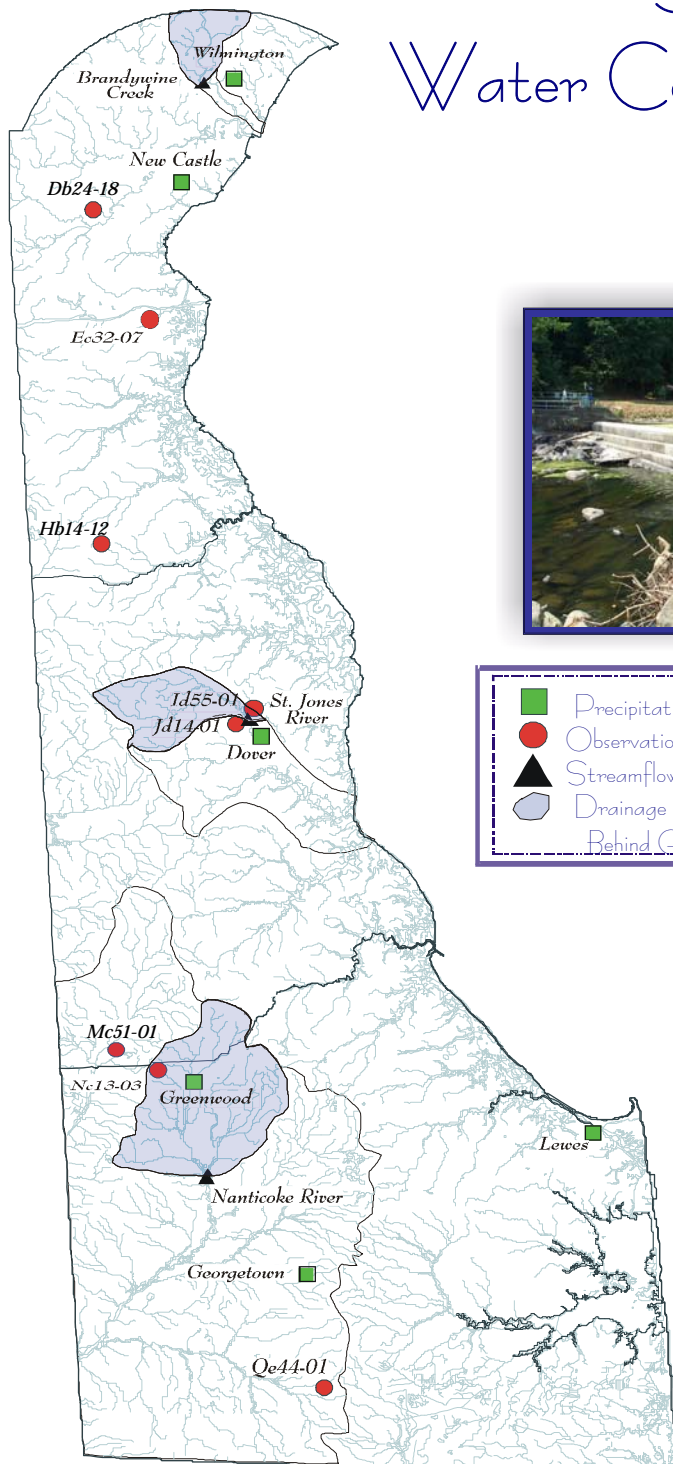 Water
Wilmington
Brandywine
Creek
New Castle
Db24-18
Ec32-07
Hb14-12
Id55-01
St. Jones
River
Jd14-01
Dover
Precipitat
Observatio
Streamflow
Drainage
Behind G
Mc51-01
Nc13-03
Greenwood
Lewes
Nanticoke River
Georgetown
Qe44-01